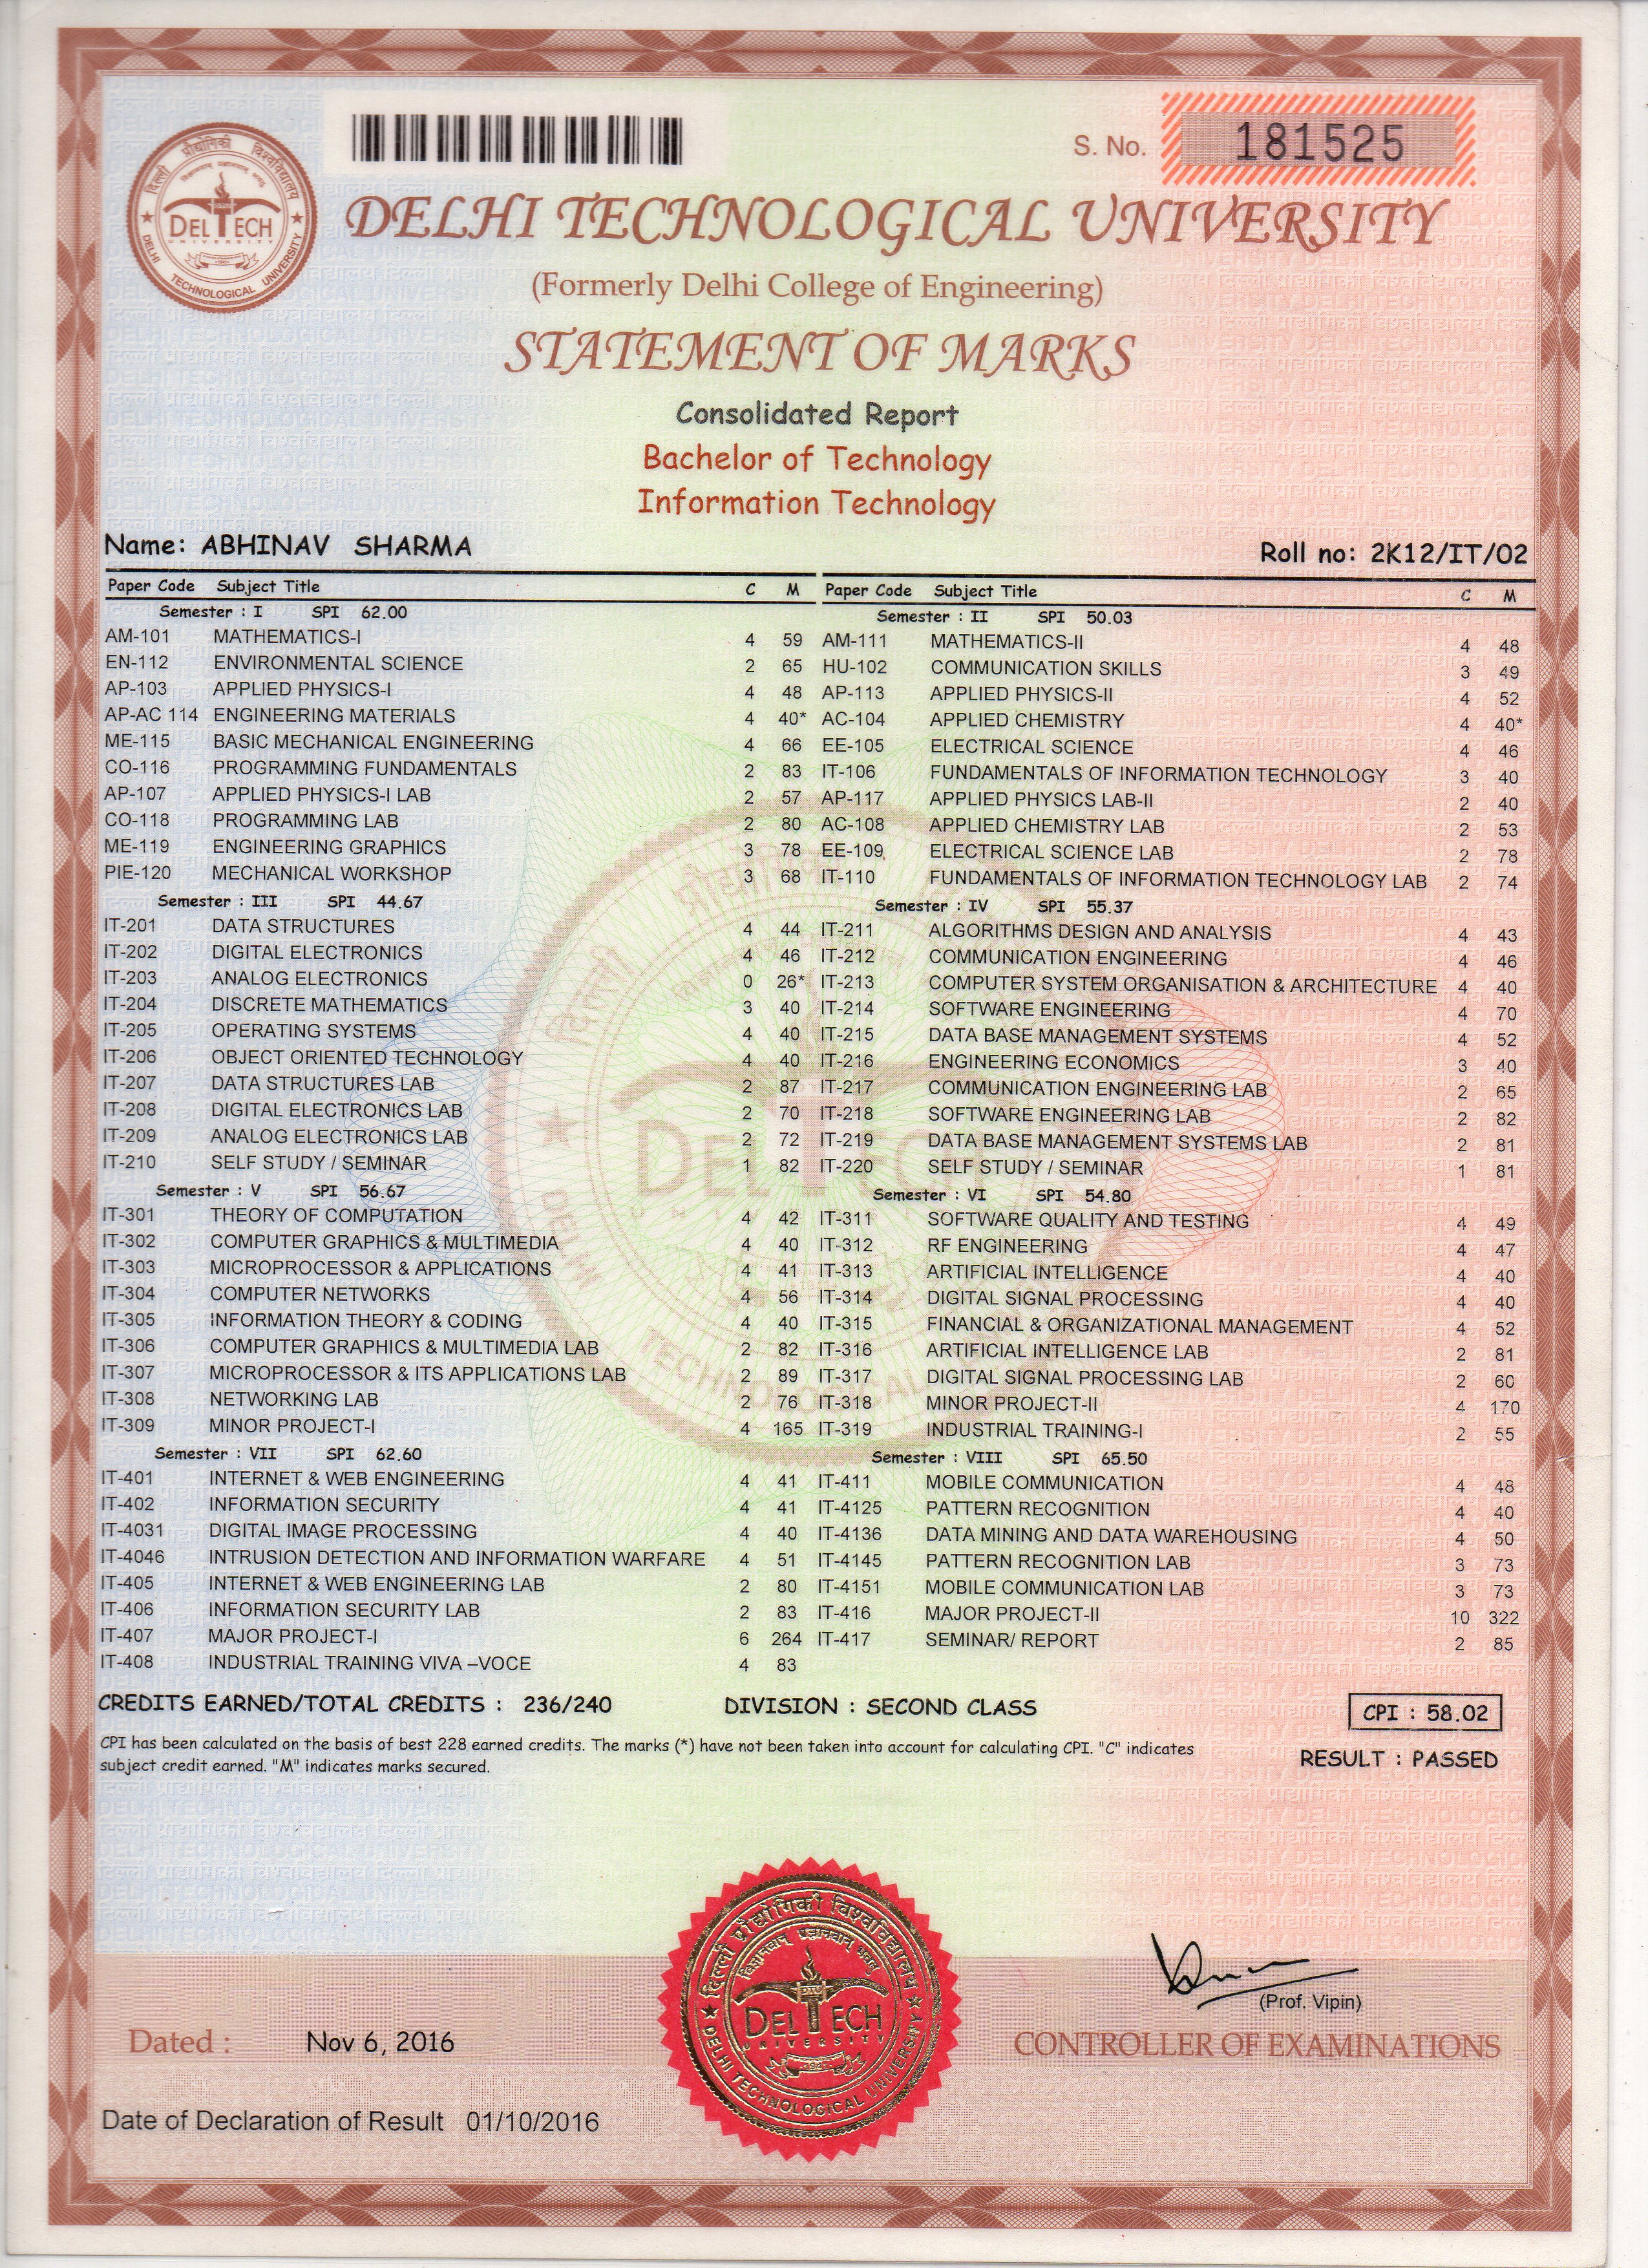 S. No. 181525
दिल्ली प्रौद्योगिकी विश्वविद्यालय
DELTECH
UNIVERSITY
DELHI TECHNOLOGICAL UNIVERSITY
DELHI TECHNOLOGICAL UNIVERSITY
(Formerly Delhi College of Engineering)
STATEMENT OF MARKS
Consolidated Report
Bachelor of Technology
Information Technology
Name: ABHINAV SHARMA
Roll no: 2K12/IT/02
Paper Code Subject Title C M
Semester : I SPI 62.00
AM-101 MATHEMATICS-I 4 59
EN-112 ENVIRONMENTAL SCIENCE 2 65
AP-103 APPLIED PHYSICS-I 4 48
AP-AC 114 ENGINEERING MATERIALS 4 40*
ME-115 BASIC MECHANICAL ENGINEERING 4 66
CO-116 PROGRAMMING FUNDAMENTALS 2 83
AP-107 APPLIED PHYSICS-I LAB 2 57
CO-118 PROGRAMMING LAB 2 80
ME-119 ENGINEERING GRAPHICS 3 78
PIE-120 MECHANICAL WORKSHOP 3 68
Semester : III SPI 44.67
IT-201 DATA STRUCTURES 4 44
IT-202 DIGITAL ELECTRONICS 4 46
IT-203 ANALOG ELECTRONICS 0 26*
IT-204 DISCRETE MATHEMATICS 3 40
IT-205 OPERATING SYSTEMS 4 40
IT-206 OBJECT ORIENTED TECHNOLOGY 4 40
IT-207 DATA STRUCTURES LAB 2 87
IT-208 DIGITAL ELECTRONICS LAB 2 70
IT-209 ANALOG ELECTRONICS LAB 2 72
IT-210 SELF STUDY / SEMINAR 1 82
Semester : V SPI 56.67
IT-301 THEORY OF COMPUTATION 4 42
IT-302 COMPUTER GRAPHICS & MULTIMEDIA 4 40
IT-303 MICROPROCESSOR & APPLICATIONS 4 41
IT-304 COMPUTER NETWORKS 4 56
IT-305 INFORMATION THEORY & CODING 4 40
IT-306 COMPUTER GRAPHICS & MULTIMEDIA LAB 2 82
IT-307 MICROPROCESSOR & ITS APPLICATIONS LAB 2 89
IT-308 NETWORKING LAB 2 76
IT-309 MINOR PROJECT-I 4 165
Semester : VII SPI 62.60
IT-401 INTERNET & WEB ENGINEERING 4 41
IT-402 INFORMATION SECURITY 4 41
IT-4031 DIGITAL IMAGE PROCESSING 4 40
IT-4046 INTRUSION DETECTION AND INFORMATION WARFARE 4 51
IT-405 INTERNET & WEB ENGINEERING LAB 2 80
IT-406 INFORMATION SECURITY LAB 2 83
IT-407 MAJOR PROJECT-I 6 264
IT-408 INDUSTRIAL TRAINING VIVA –VOCE 4 83
Paper Code Subject Title C M
Semester : II SPI 50.03
AM-111 MATHEMATICS-II 4 48
HU-102 COMMUNICATION SKILLS 3 49
AP-113 APPLIED PHYSICS-II 4 52
AC-104 APPLIED CHEMISTRY 4 40*
EE-105 ELECTRICAL SCIENCE 4 46
IT-106 FUNDAMENTALS OF INFORMATION TECHNOLOGY 3 40
AP-117 APPLIED PHYSICS LAB-II 2 40
AC-108 APPLIED CHEMISTRY LAB 2 53
EE-109 ELECTRICAL SCIENCE LAB 2 78
IT-110 FUNDAMENTALS OF INFORMATION TECHNOLOGY LAB 2 74
Semester : IV SPI 55.37
IT-211 ALGORITHMS DESIGN AND ANALYSIS 4 43
IT-212 COMMUNICATION ENGINEERING 4 46
IT-213 COMPUTER SYSTEM ORGANISATION & ARCHITECTURE 4 40
IT-214 SOFTWARE ENGINEERING 4 70
IT-215 DATA BASE MANAGEMENT SYSTEMS 4 52
IT-216 ENGINEERING ECONOMICS 3 40
IT-217 COMMUNICATION ENGINEERING LAB 2 65
IT-218 SOFTWARE ENGINEERING LAB 2 82
IT-219 DATA BASE MANAGEMENT SYSTEMS LAB 2 81
IT-220 SELF STUDY / SEMINAR 1 81
Semester : VI SPI 54.80
IT-311 SOFTWARE QUALITY AND TESTING 4 49
IT-312 RF ENGINEERING 4 47
IT-313 ARTIFICIAL INTELLIGENCE 4 40
IT-314 DIGITAL SIGNAL PROCESSING 4 40
IT-315 FINANCIAL & ORGANIZATIONAL MANAGEMENT 4 52
IT-316 ARTIFICIAL INTELLIGENCE LAB 2 81
IT-317 DIGITAL SIGNAL PROCESSING LAB 2 60
IT-318 MINOR PROJECT-II 4 170
IT-319 INDUSTRIAL TRAINING-I 2 55
Semester : VIII SPI 65.50
IT-411 MOBILE COMMUNICATION 4 48
IT-4125 PATTERN RECOGNITION 4 40
IT-4136 DATA MINING AND DATA WAREHOUSING 4 50
IT-4145 PATTERN RECOGNITION LAB 3 73
IT-4151 MOBILE COMMUNICATION LAB 3 73
IT-416 MAJOR PROJECT-II 10 322
IT-417 SEMINAR/ REPORT 2 85
CREDITS EARNED/TOTAL CREDITS : 236/240
DIVISION : SECOND CLASS
CPI : 58.02
CPI has been calculated on the basis of best 228 earned credits. The marks (*) have not been taken into account for calculating CPI. "C" indicates
subject credit earned. "M" indicates marks secured.
RESULT : PASSED
दिल्ली प्रौद्योगिकी विश्वविद्यालय
DELTECH
UNIVERSITY
DELHI TECHNOLOGICAL UNIVERSITY
(Prof. Vipin)
Dated : Nov 6, 2016
CONTROLLER OF EXAMINATIONS
Date of Declaration of Result 01/10/2016